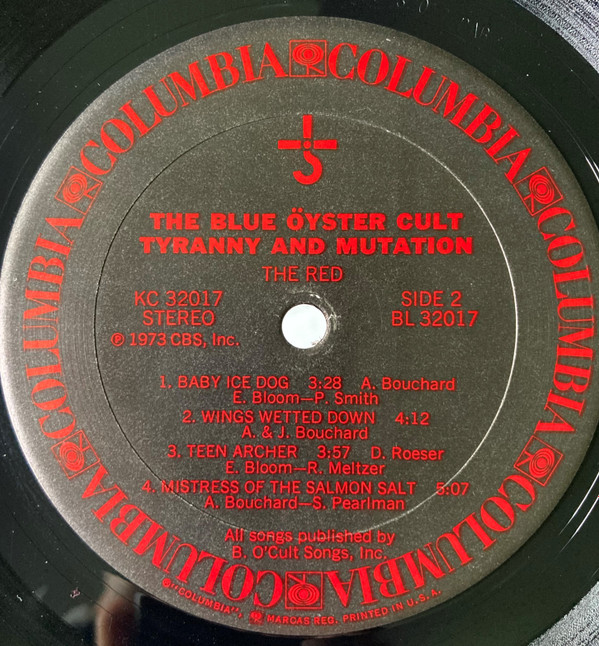 COLUMBIA COLUMBIA COLUMBIA COLUMBIA COLUMBIA COLUMBIA COLUMBIA COLUMBIA
THE BLUE ÖYSTER CULT
TYRANNY AND MUTATION
THE RED
KC 32017 SIDE 2
STEREO BL 32017
℗ 1973 CBS, Inc.
1. BABY ICE DOG 3:28 A. Bouchard
E. Bloom—P. Smith
2. WINGS WETTED DOWN 4:12
A. & J. Bouchard
3. TEEN ARCHER 3:57 D. Roeser
E. Bloom—R. Meltzer
4. MISTRESS OF THE SALMON SALT 5:07
A. Bouchard—S. Pearlman
All songs published by
B. O'Cult Songs, Inc.
®"COLUMBIA", MARCAS REG. PRINTED IN U.S.A.